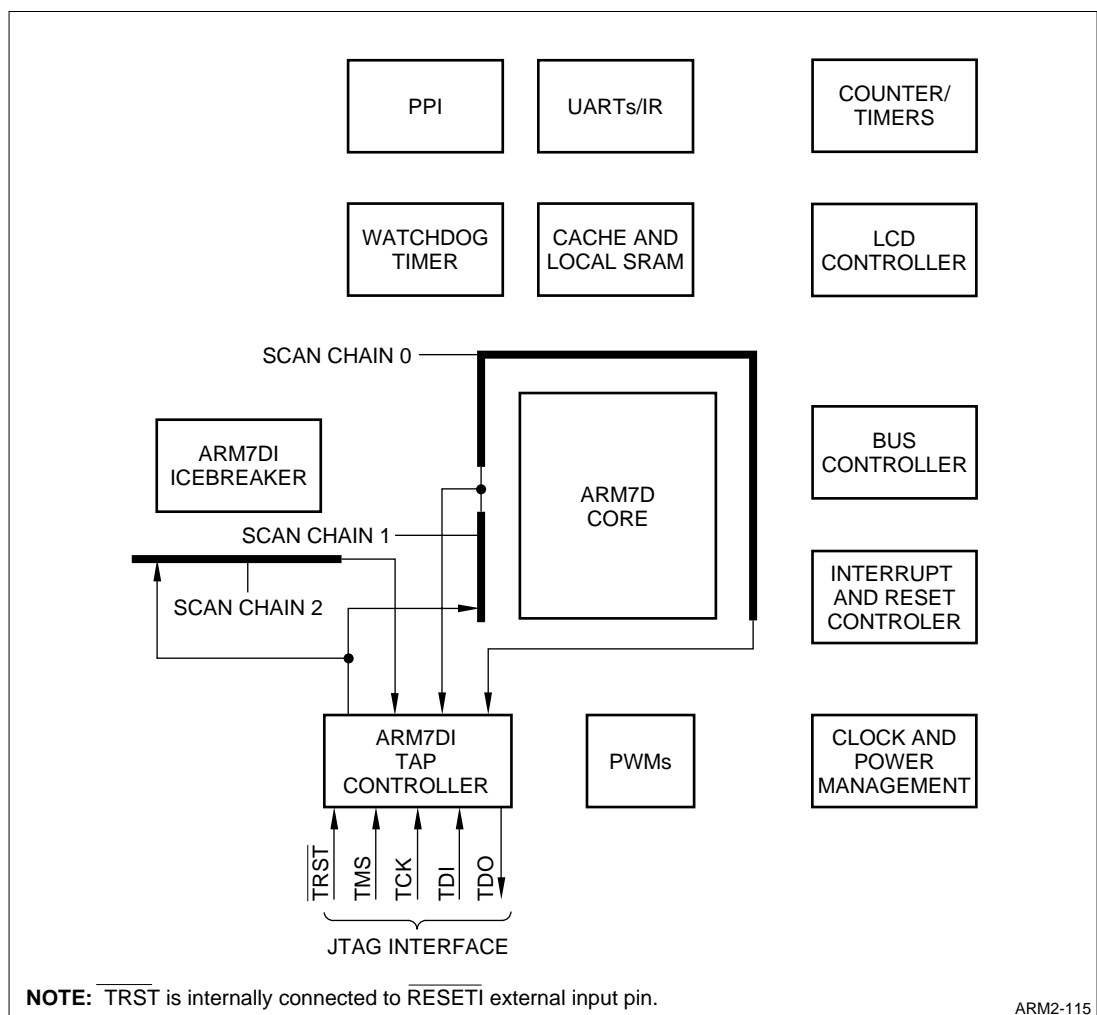 PPI
UARTs/IR
COUNTER/
TIMERS
WATCHDOG
TIMER
CACHE AND
LOCAL SRAM
LCD
CONTROLLER
SCAN CHAIN 0
ARM7DI
ICEBREAKER
ARM7D
CORE
BUS
CONTROLLER
SCAN CHAIN 1
SCAN CHAIN 2
INTERRUPT
AND RESET
CONTROLER
ARM7DI
TAP
CONTROLLER
PWMs
CLOCK AND
POWER
MANAGEMENT
TRST
TMS
TCK
TDI
TDO
JTAG INTERFACE
NOTE: TRST is internally connected to RESETI external input pin.
ARM2-115